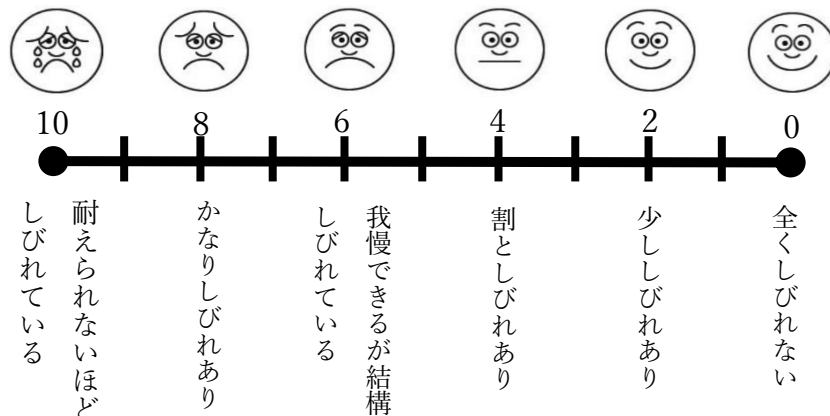 10
8
6
4
2
0
耐えられないほど
しびれている
かなりしびれあり
我慢できるが結構
しびれている
割としびれあり
少ししびれあり
全くしびれない